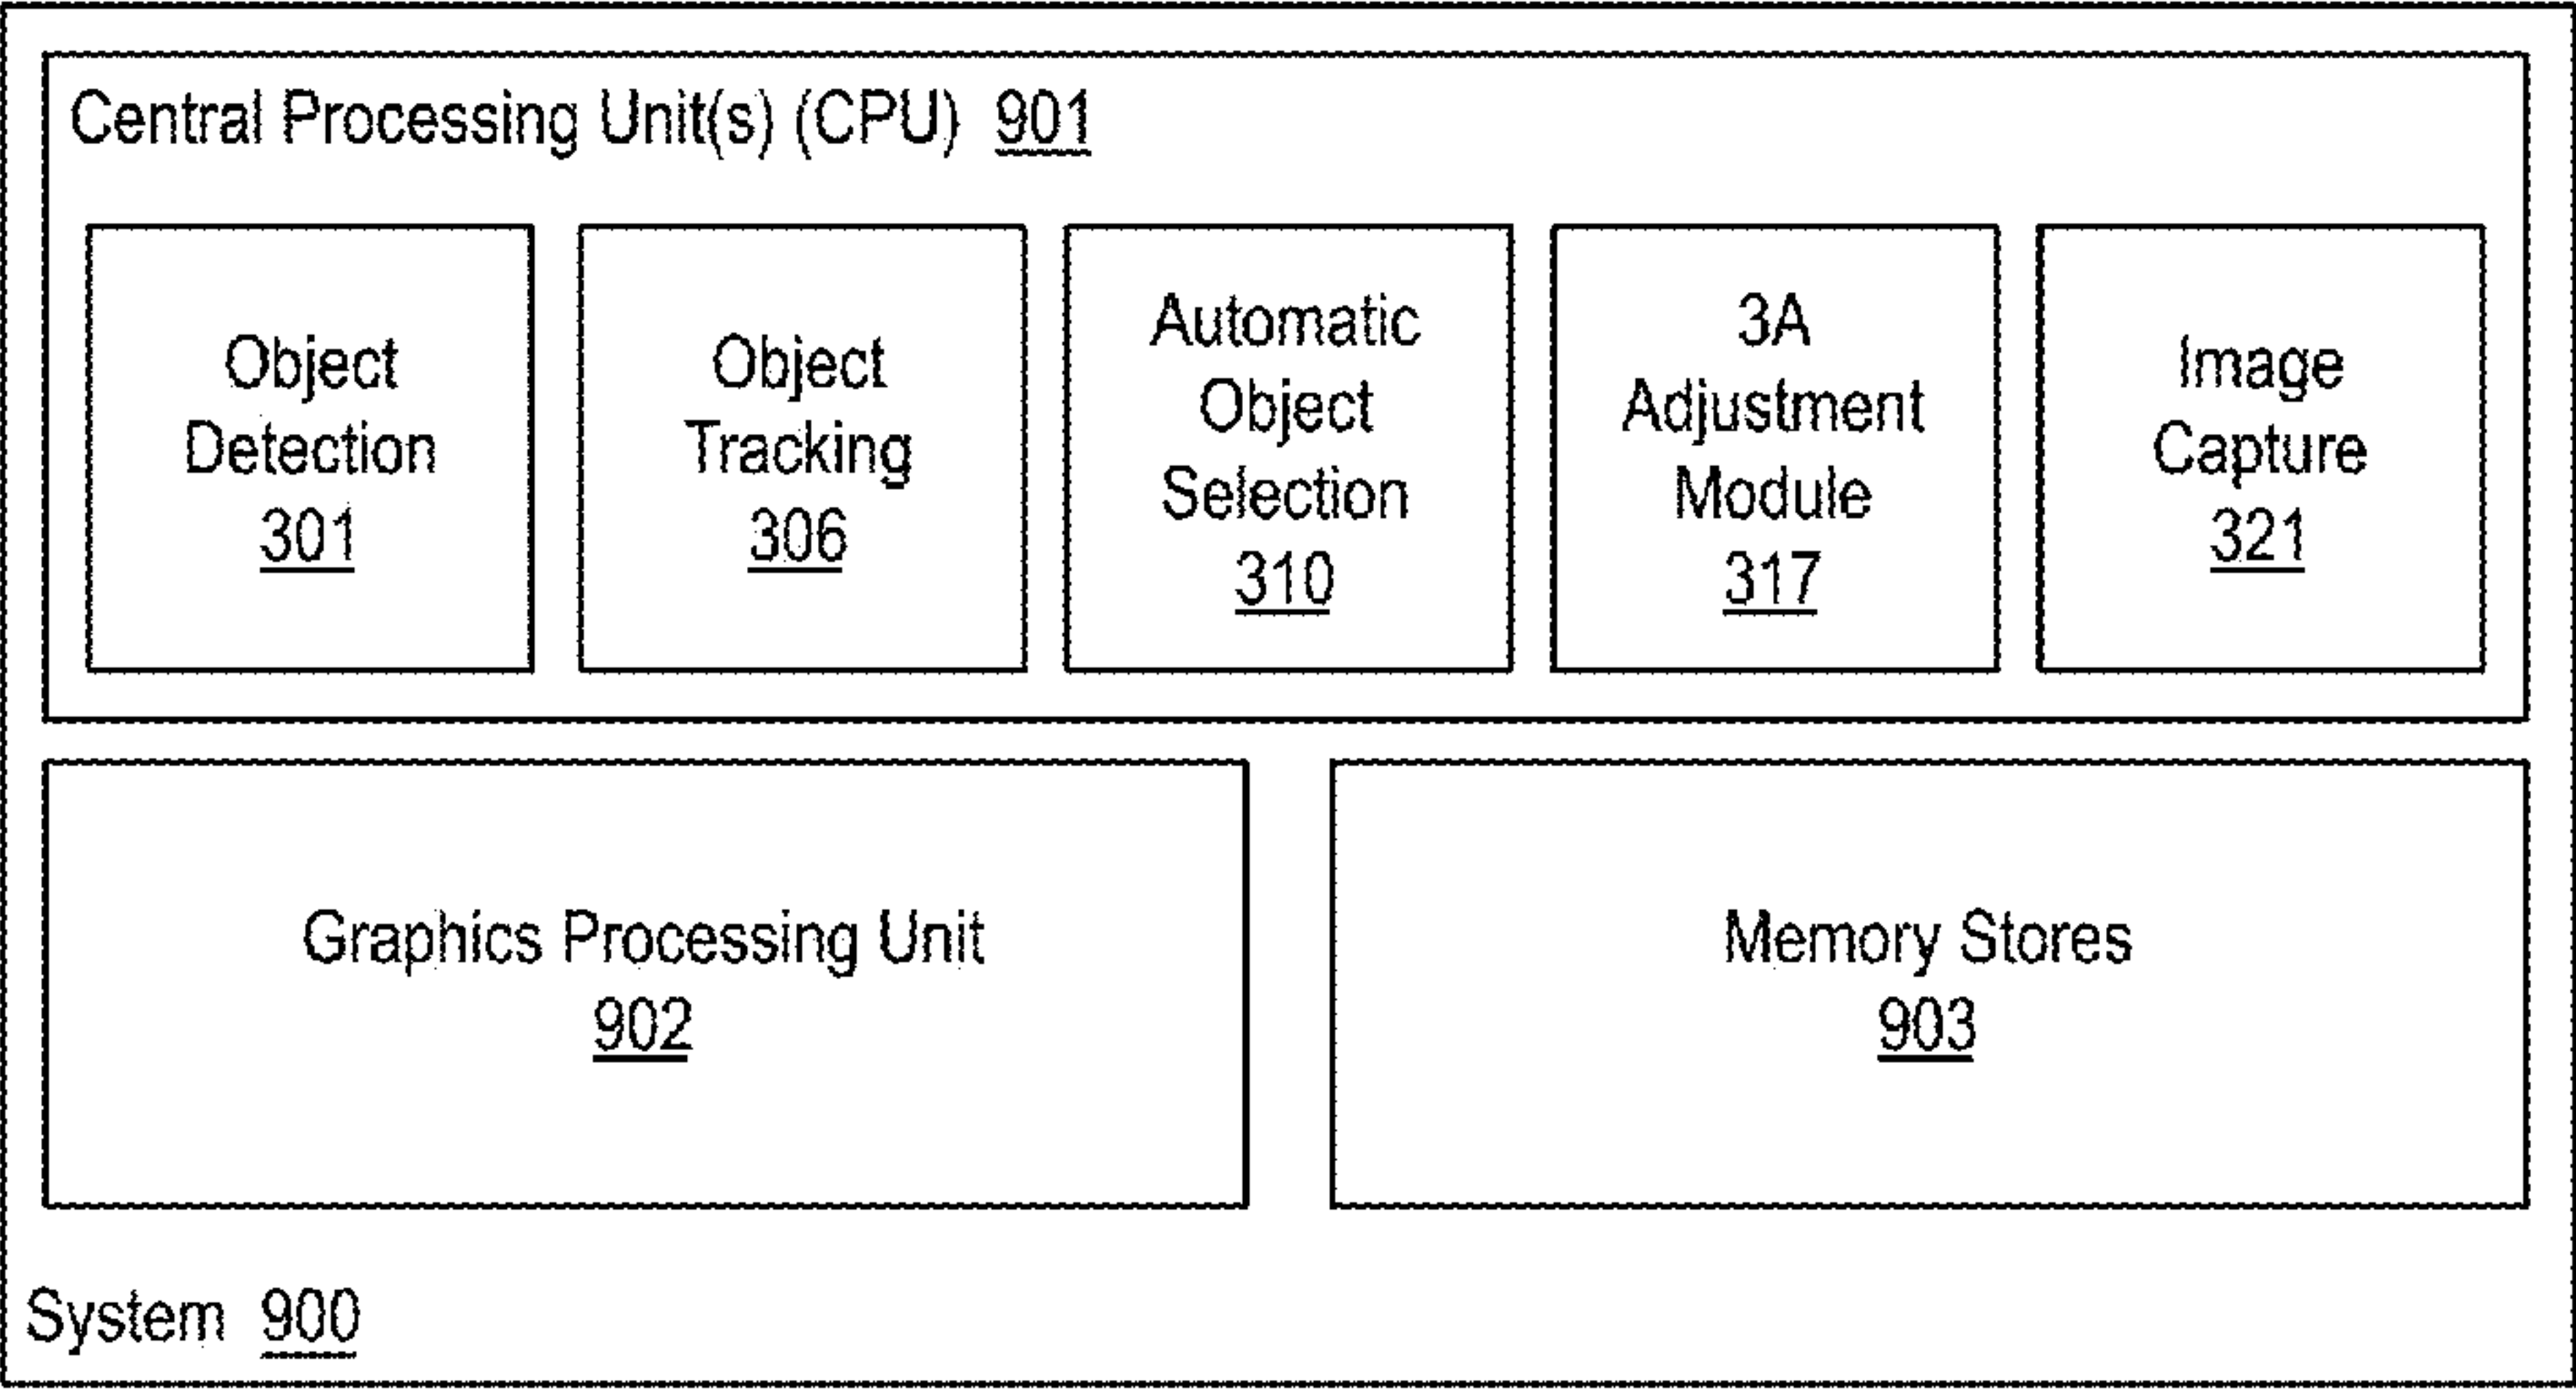 Central Processing Unit(s) (CPU) 901
Object
Detection
301
Object
Tracking
306
Automatic
Object
Selection
310
3A
Adjustment
Module
317
Image
Capture
321
Graphics Processing Unit
902
Memory Stores
903
System 900